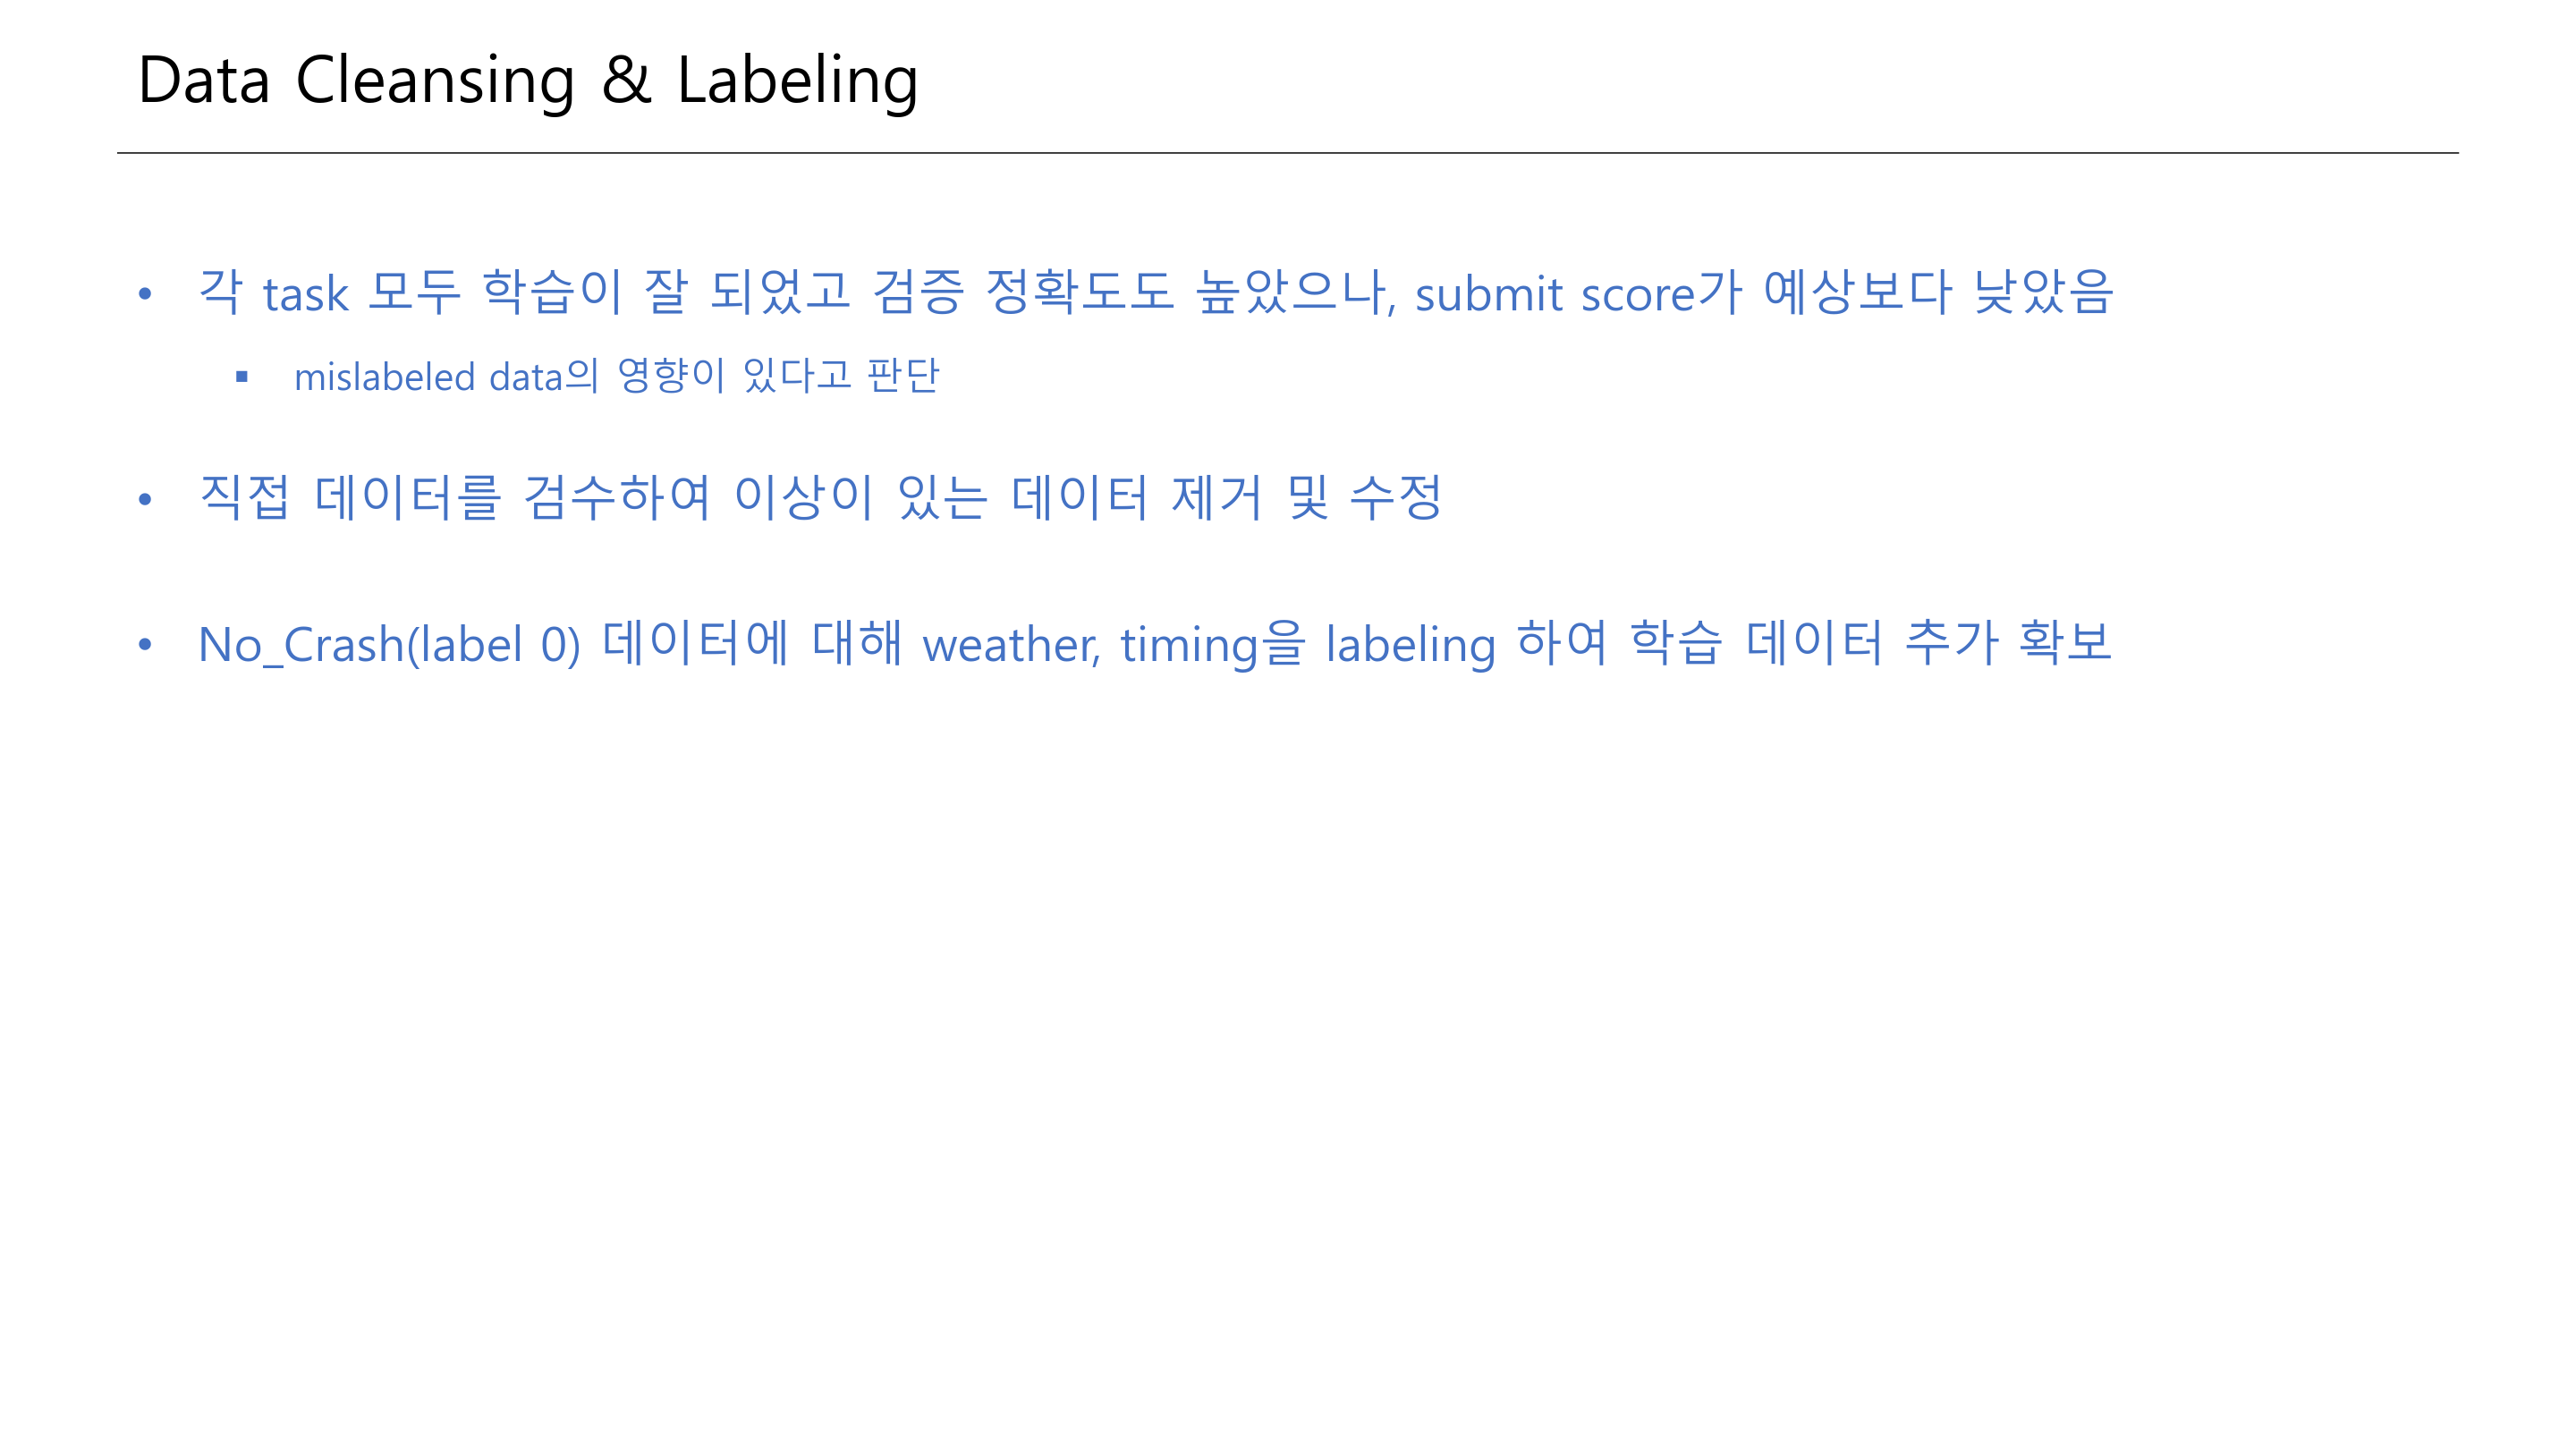 Data Cleansing & Labeling
• 각 task 모두 학습이 잘 되었고 검증 정확도도 높았으나, submit score가 예상보다 낮았음
▪ mislabeled data의 영향이 있다고 판단
• 직접 데이터를 검수하여 이상이 있는 데이터 제거 및 수정
• No_Crash(label 0) 데이터에 대해 weather, timing을 labeling 하여 학습 데이터 추가 확보